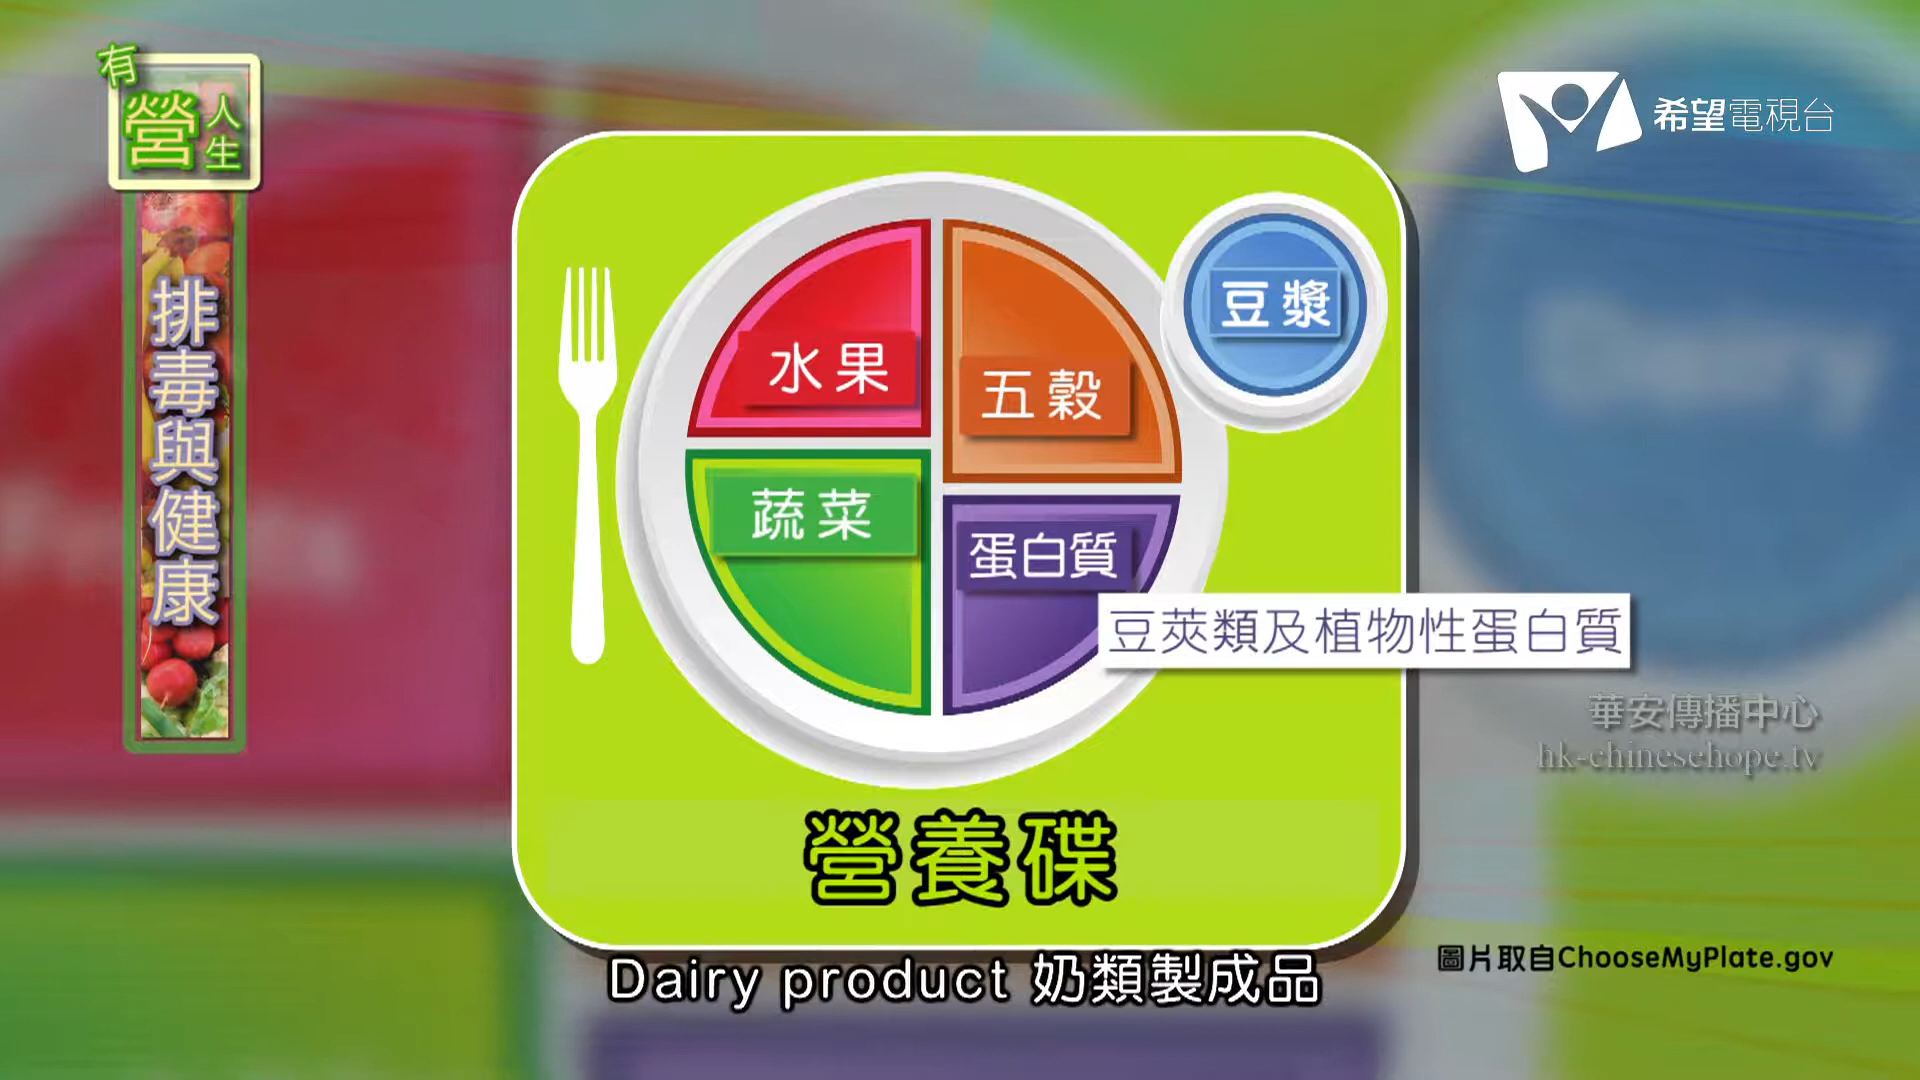 有營人生
排毒與健康
希望電視台
水果
五穀
豆漿
蔬菜
蛋白質
豆莢類及植物性蛋白質
華安傳播中心
hk-chinesehope.tv
營養碟
圖片取自ChooseMyPlate.gov
Dairy product 奶類製成品